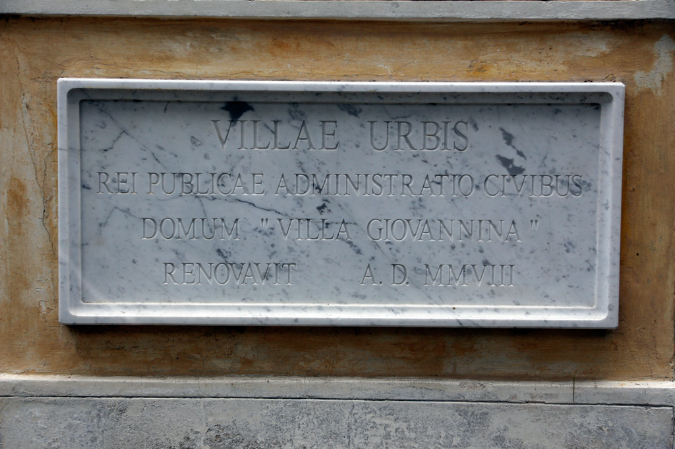 VILLAE URBIS
REI PUBLICAE ADMINISTRATIO CIVIBUS
DOMUM "VILLA GIOVANNINA"
RENOVAVIT A. D. MMVIII